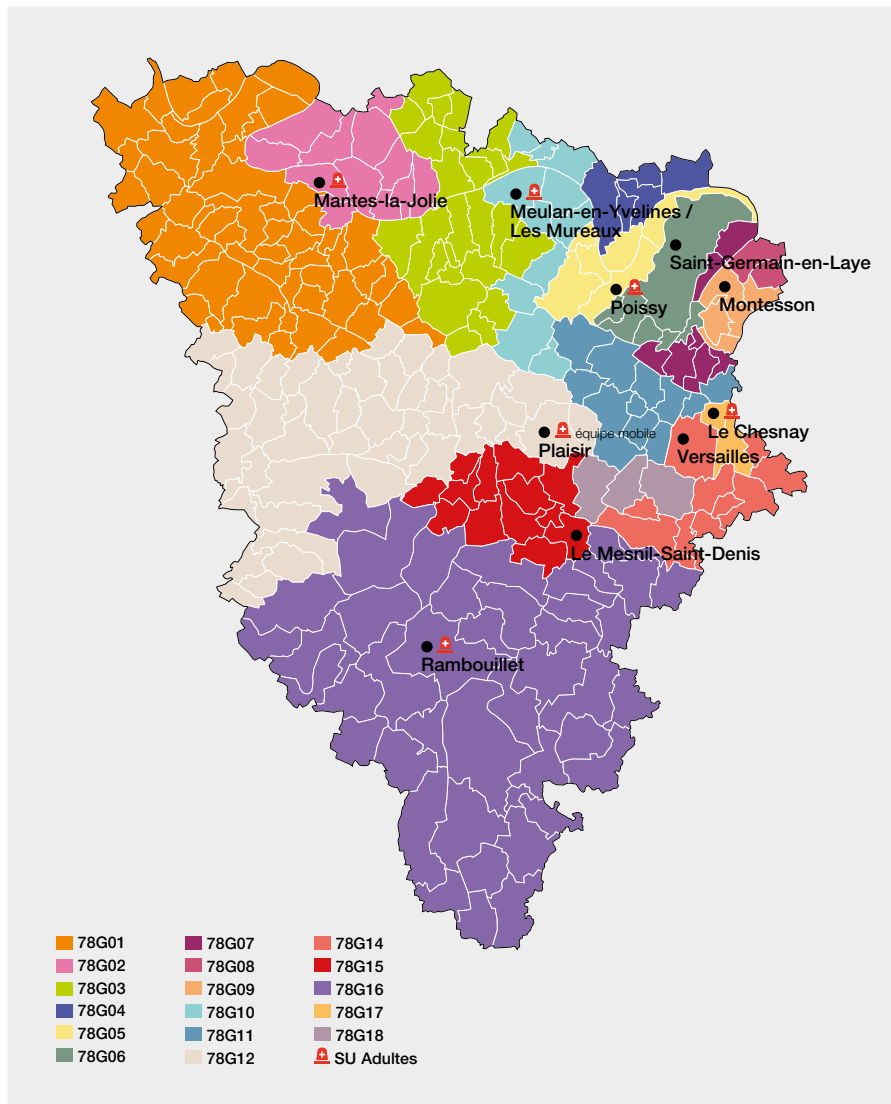 Mantes-la-Jolie
Meulan-en-Yvelines /
Les Mureaux
Saint-Germain-en-Laye
Poissy
Montesson
Le Chesnay
équipe mobile
Plaisir
Versailles
Le Mesnil-Saint-Denis
Rambouillet
78G01
78G02
78G03
78G04
78G05
78G06
78G07
78G08
78G09
78G10
78G11
78G12
78G14
78G15
78G16
78G17
78G18
SU Adultes